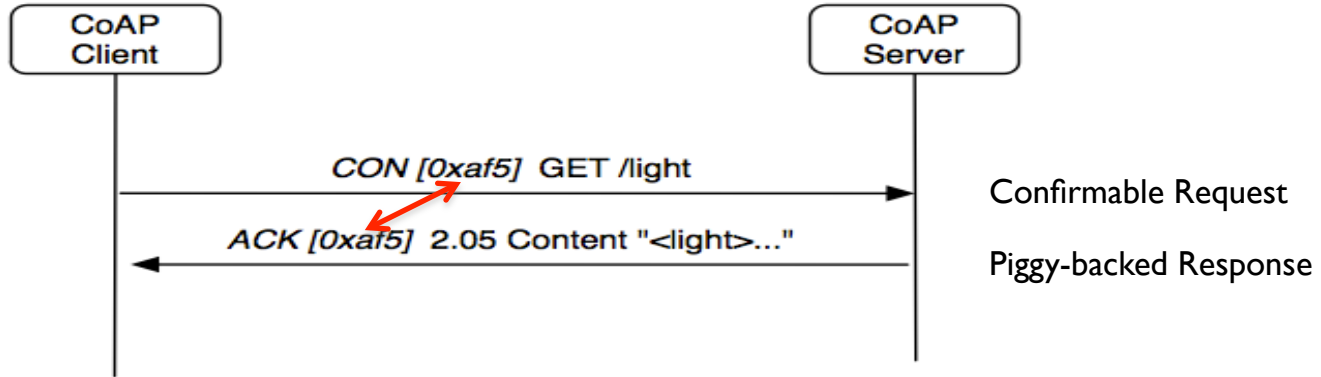 CoAP
Client
CoAP
Server
CON [0xaf5] GET /light
Confirmable Request
ACK [0xaf5] 2.05 Content "<light>..."
Piggy-backed Response